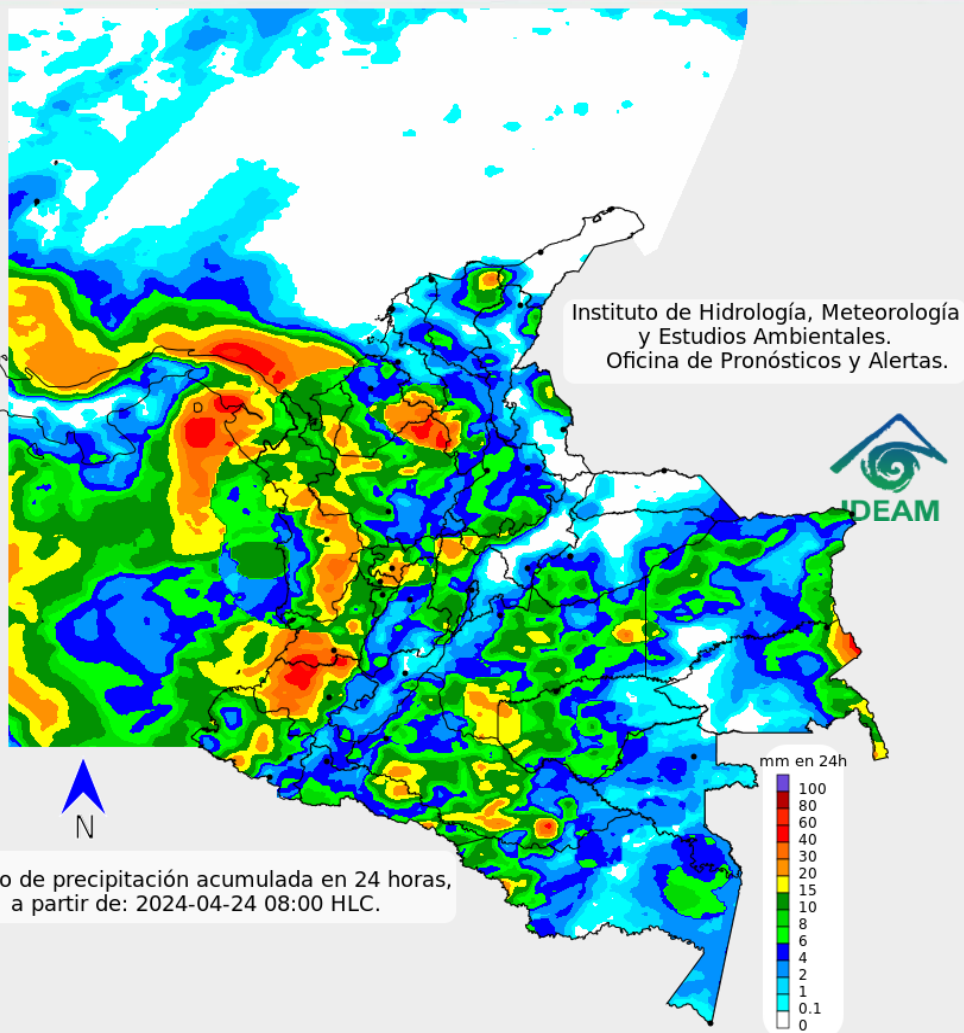 Instituto de Hidrología, Meteorología
y Estudios Ambientales.
Oficina de Pronósticos y Alertas.
IDEAM
mm en 24h
100
80
60
40
30
20
15
10
8
6
4
2
1
0.1
0
N
o de precipitación acumulada en 24 horas,
a partir de: 2024-04-24 08:00 HLC.